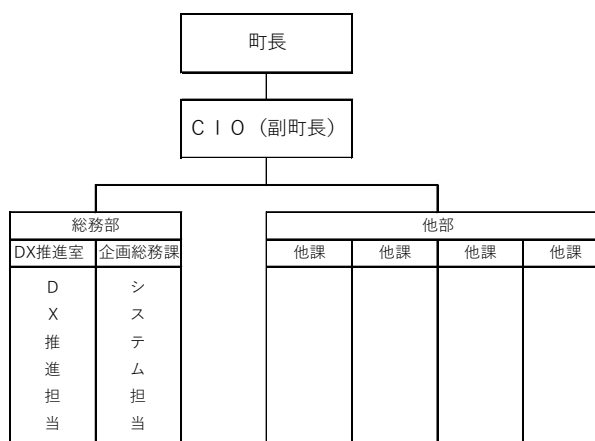 町長
ＣＩＯ（副町長）
総務部
他部
DX推進室
企画総務課
他課
他課
他課
他課
DX推進担当
システム担当